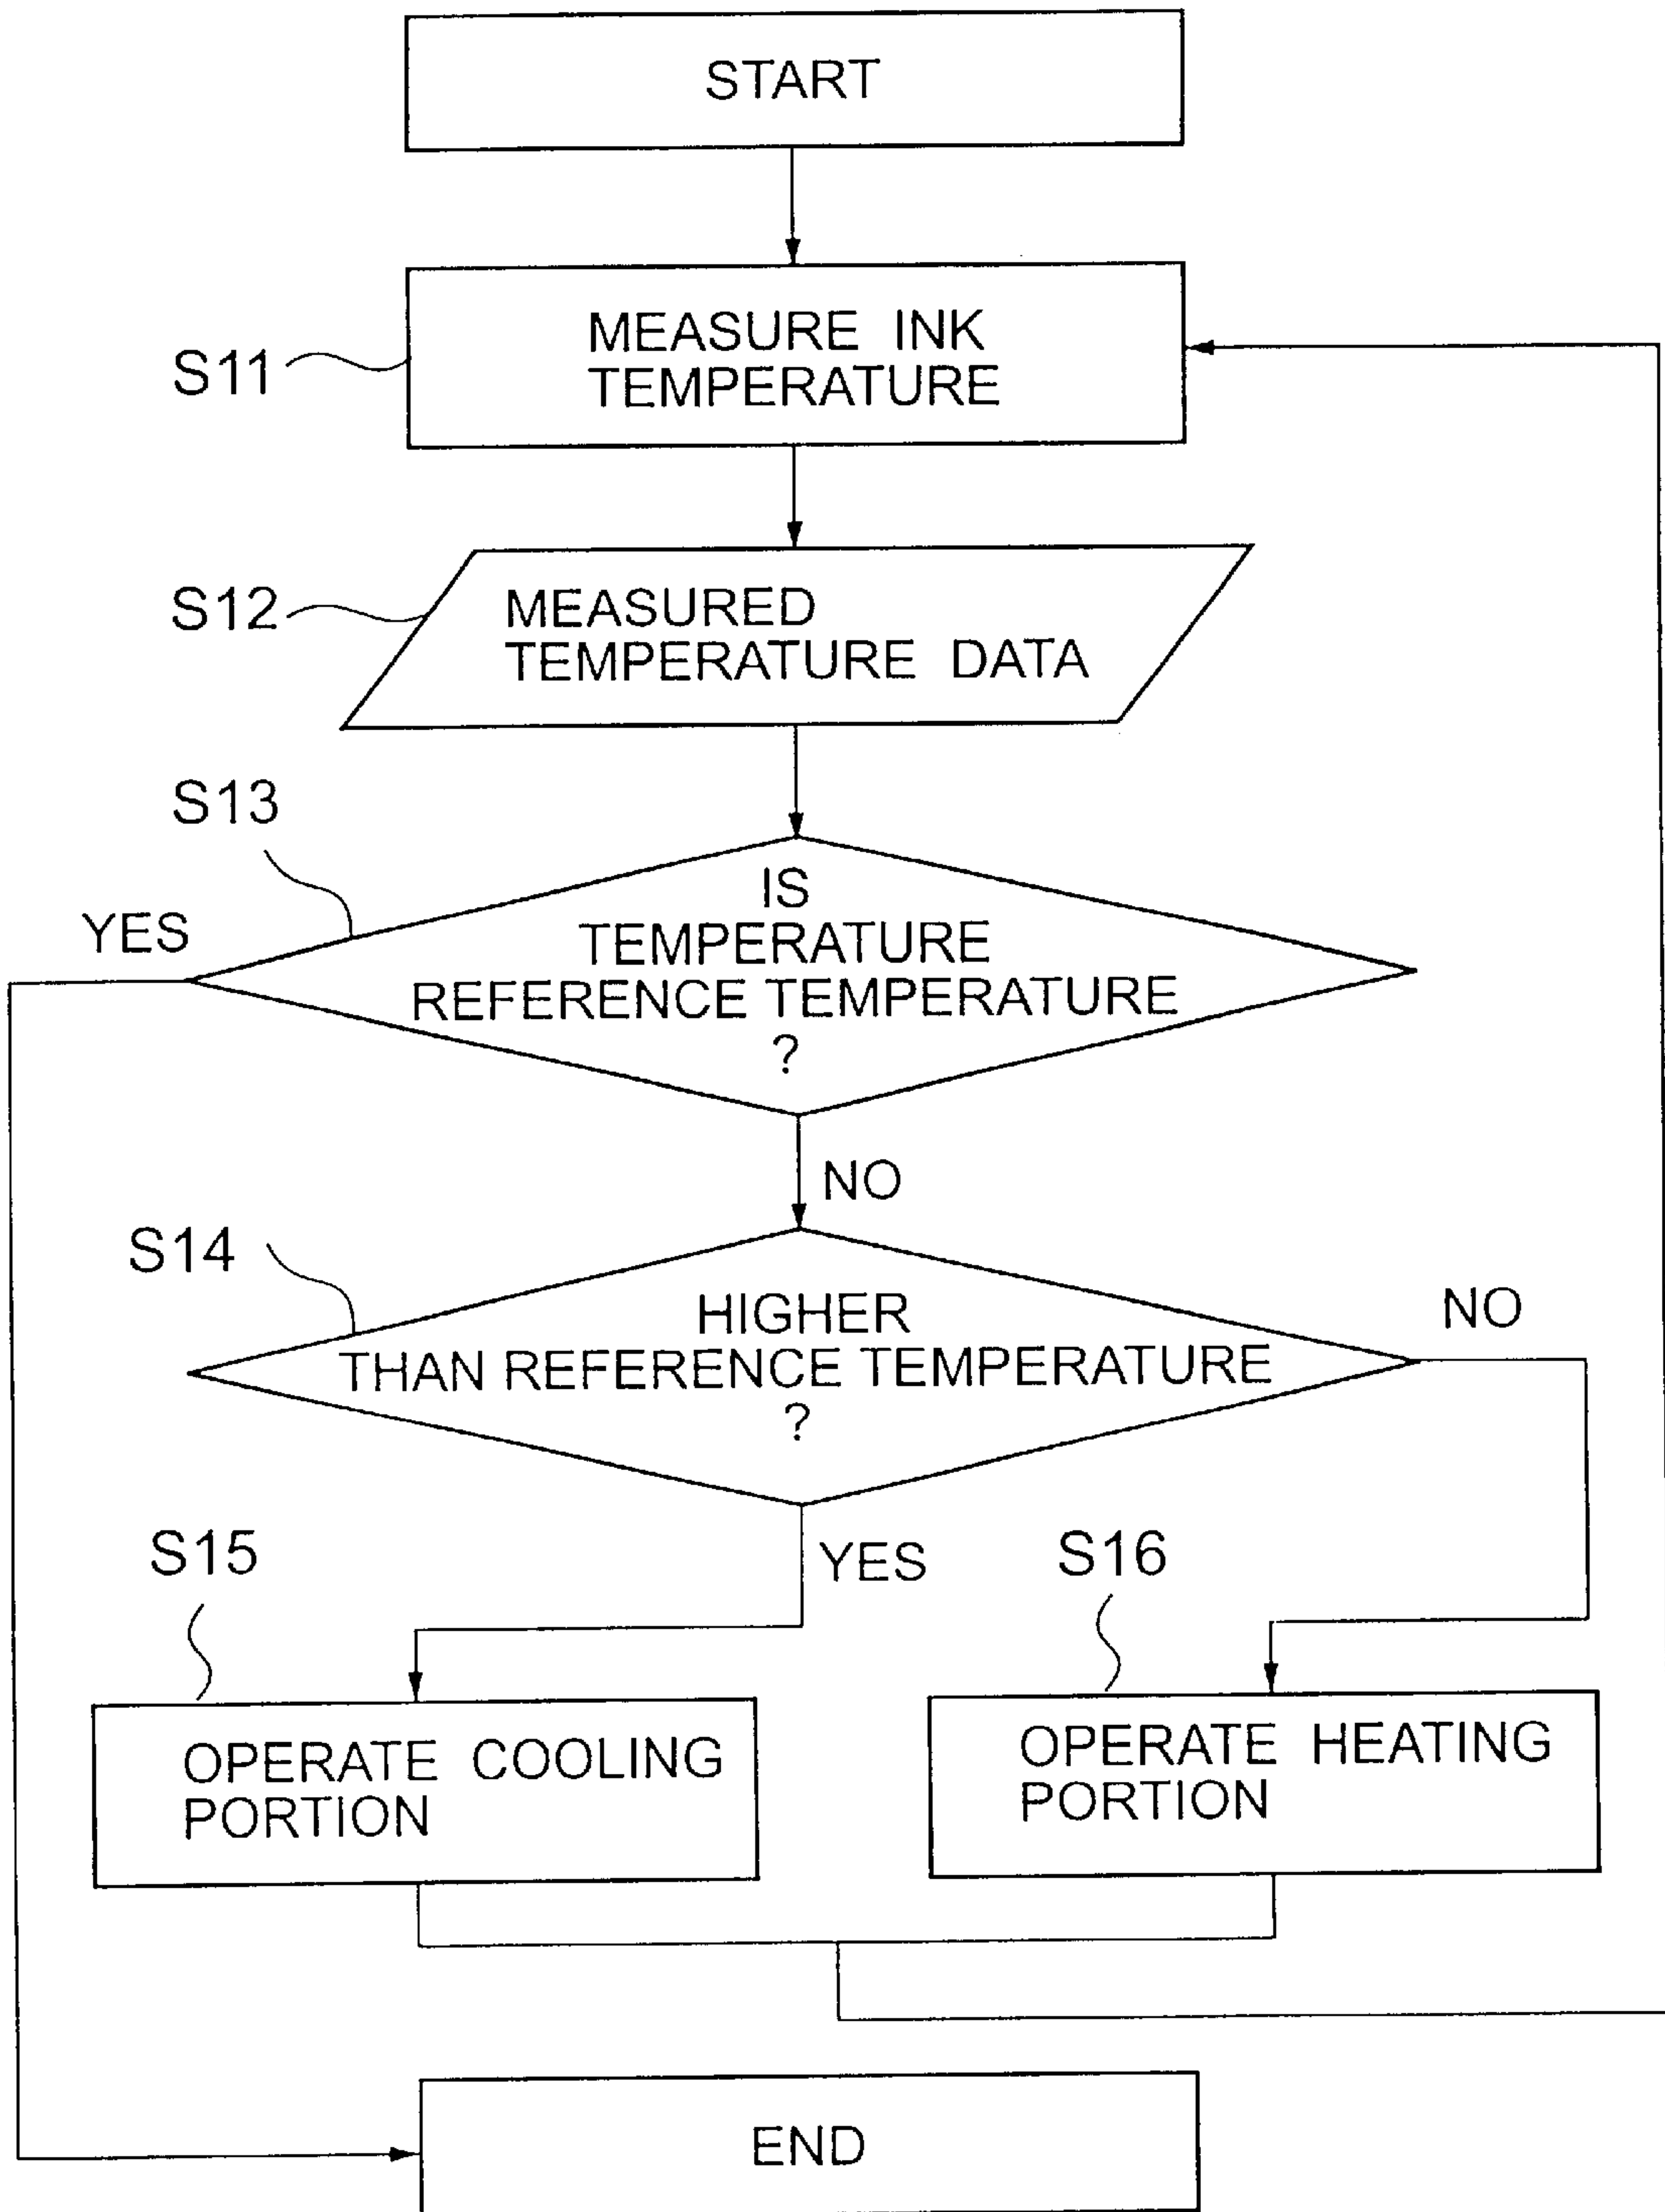 START
MEASURE INK
TEMPERATURE
S11
S12
MEASURED
TEMPERATURE DATA
S13
YES
IS
TEMPERATURE
REFERENCE TEMPERATURE
?
NO
S14
HIGHER
THAN REFERENCE TEMPERATURE
?
NO
YES
S15
S16
OPERATE COOLING
PORTION
OPERATE HEATING
PORTION
END